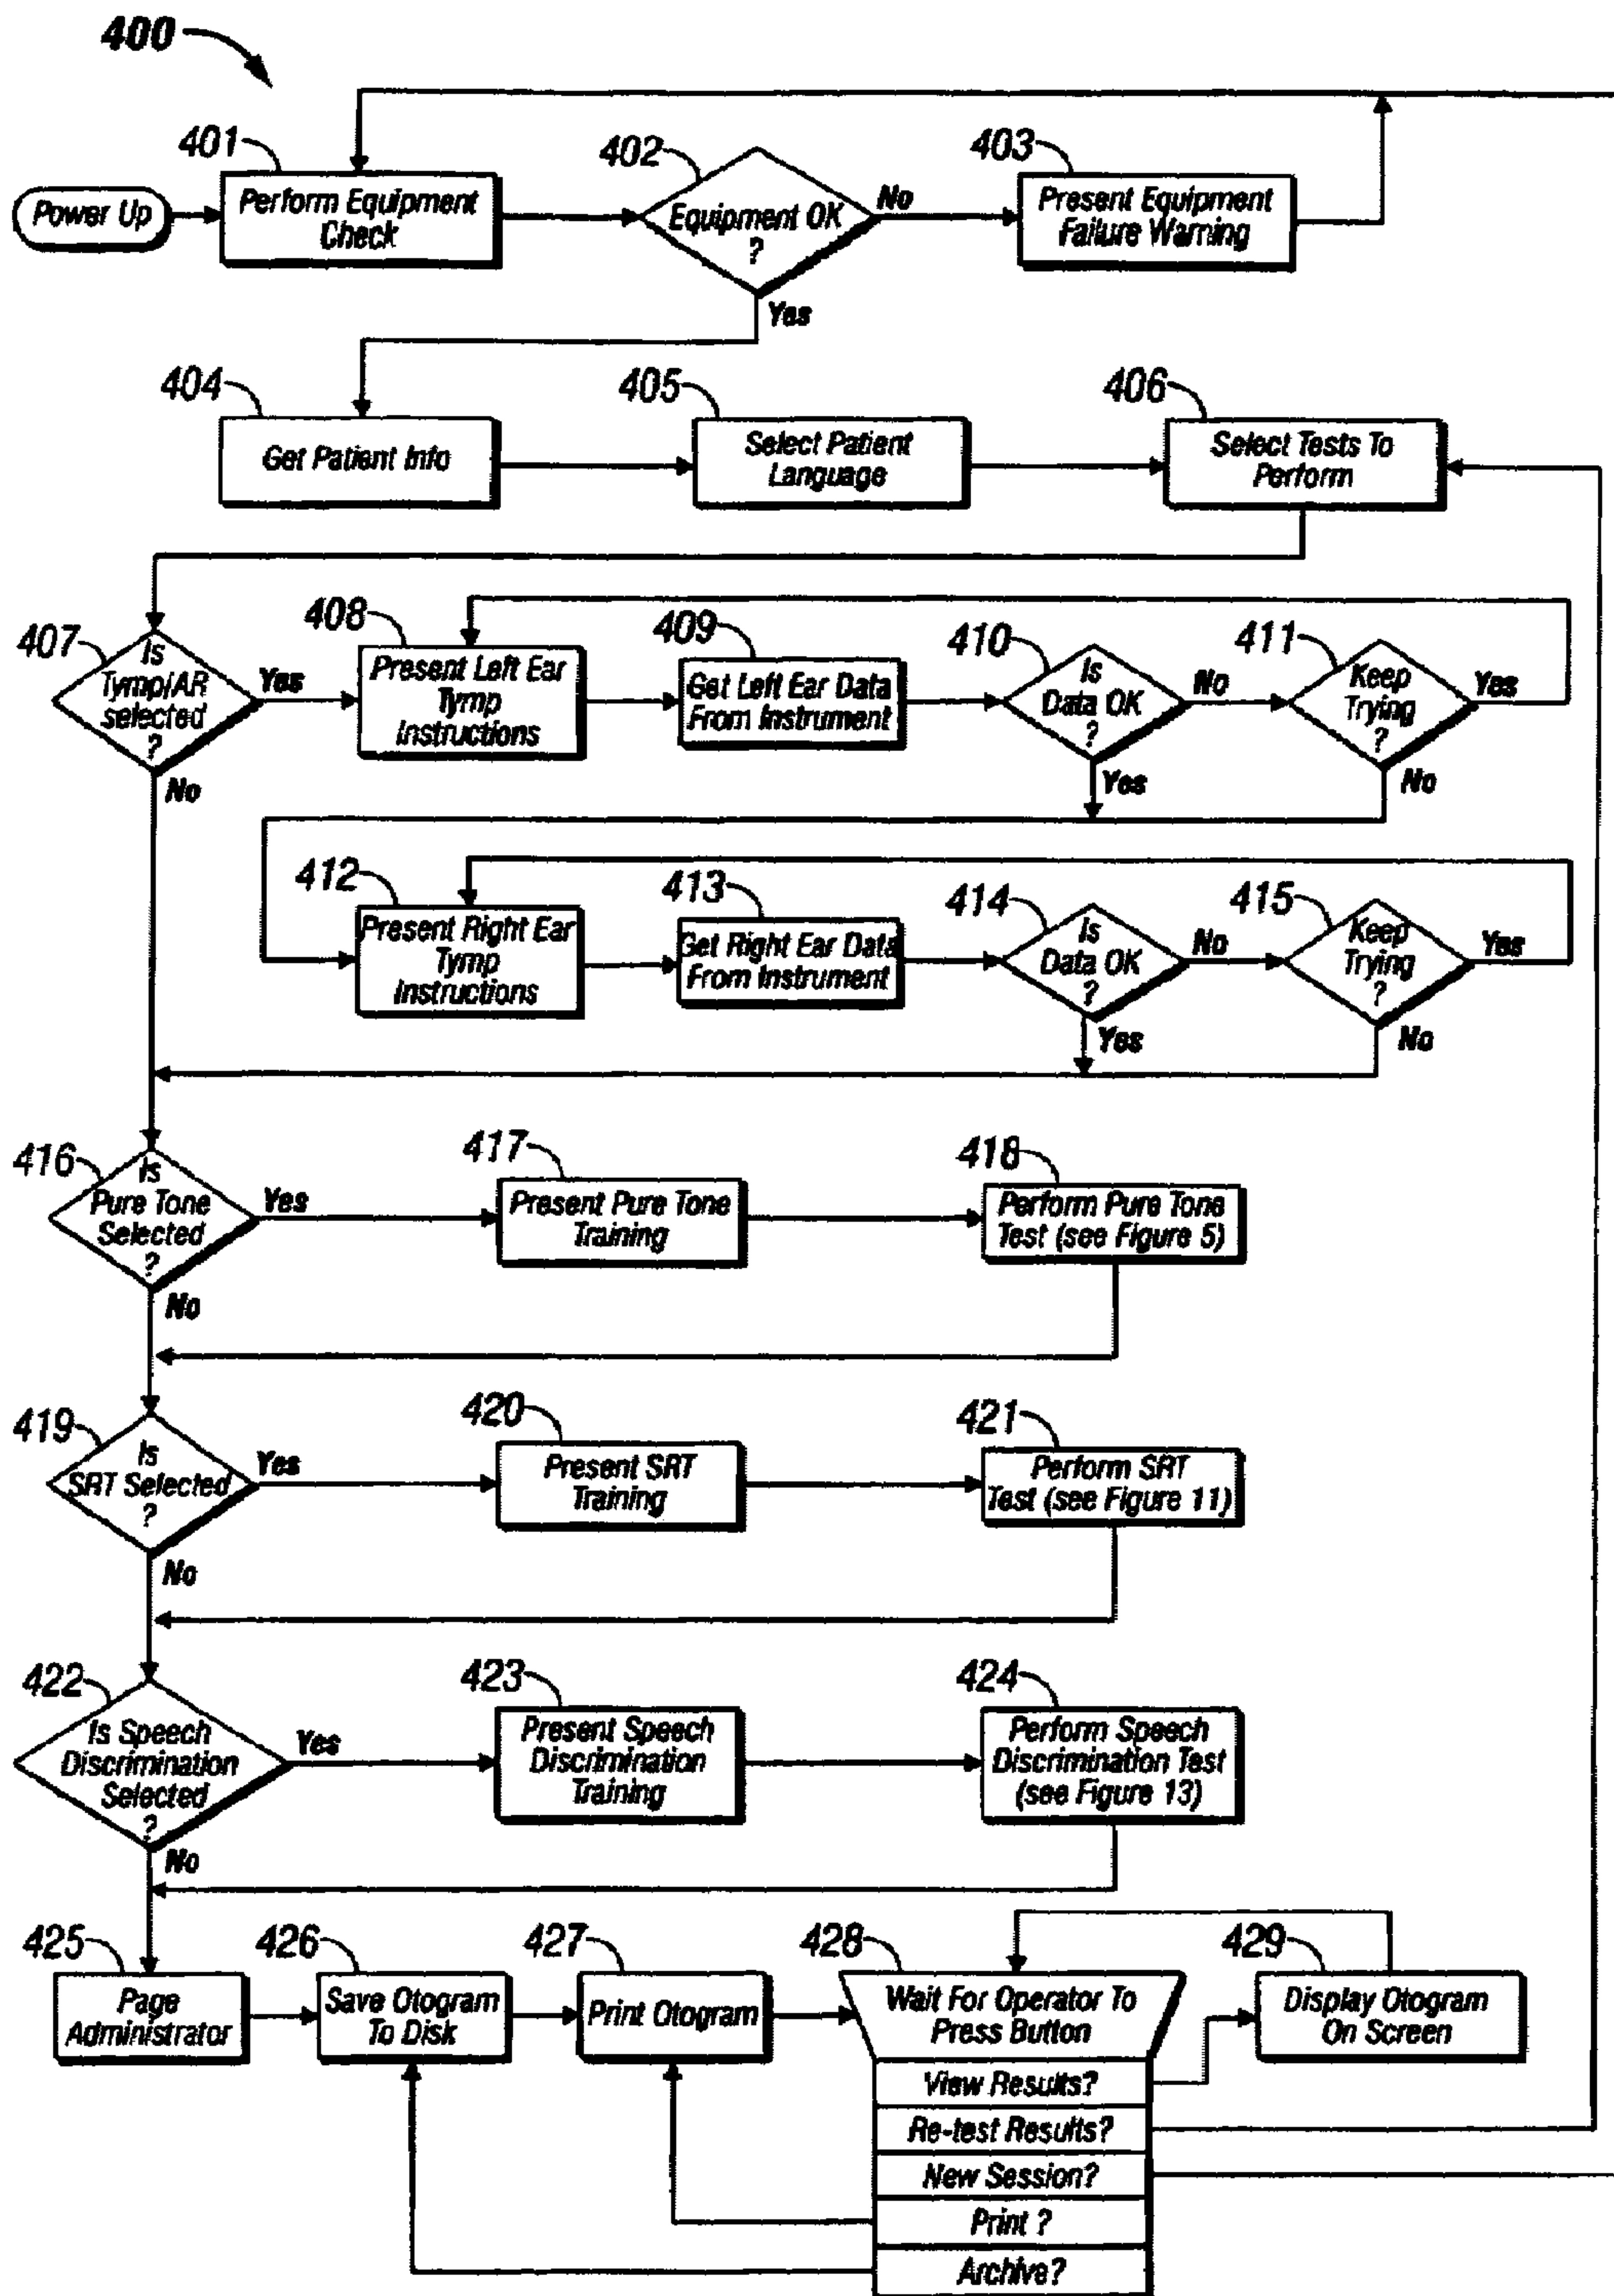 400
401
402
403
Power Up
Perform Equipment
Check
Equipment OK
?
No
Present Equipment
Failure Warning
Yes
404
405
406
Get Patient Info
Select Patient
Language
Select Tests To
Perform
407
Is
Tymp/AR
selected
?
Yes
No
408
Present Left Ear
Tymp
Instructions
409
Get Left Ear Data
From Instrument
410
Is
Data OK
?
No
Yes
411
Keep
Trying
?
Yes
No
412
Present Right Ear
Tymp
Instructions
413
Get Right Ear Data
From Instrument
414
Is
Data OK
?
No
Yes
415
Keep
Trying
?
Yes
No
416
Is
Pure Tone
Selected
?
Yes
No
417
Present Pure Tone
Training
418
Perform Pure Tone
Test (see Figure 5)
419
Is
SRT Selected
?
Yes
No
420
Present SRT
Training
421
Perform SRT
Test (see Figure 11)
422
Is Speech
Discrimination
Selected
?
Yes
No
423
Present Speech
Discrimination
Training
424
Perform Speech
Discrimination Test
(see Figure 13)
425
Page
Administrator
426
Save Otogram
To Disk
427
Print Otogram
428
Wait For Operator To
Press Button
View Results?
Re-test Results?
New Session?
Print ?
Archive?
429
Display Otogram
On Screen